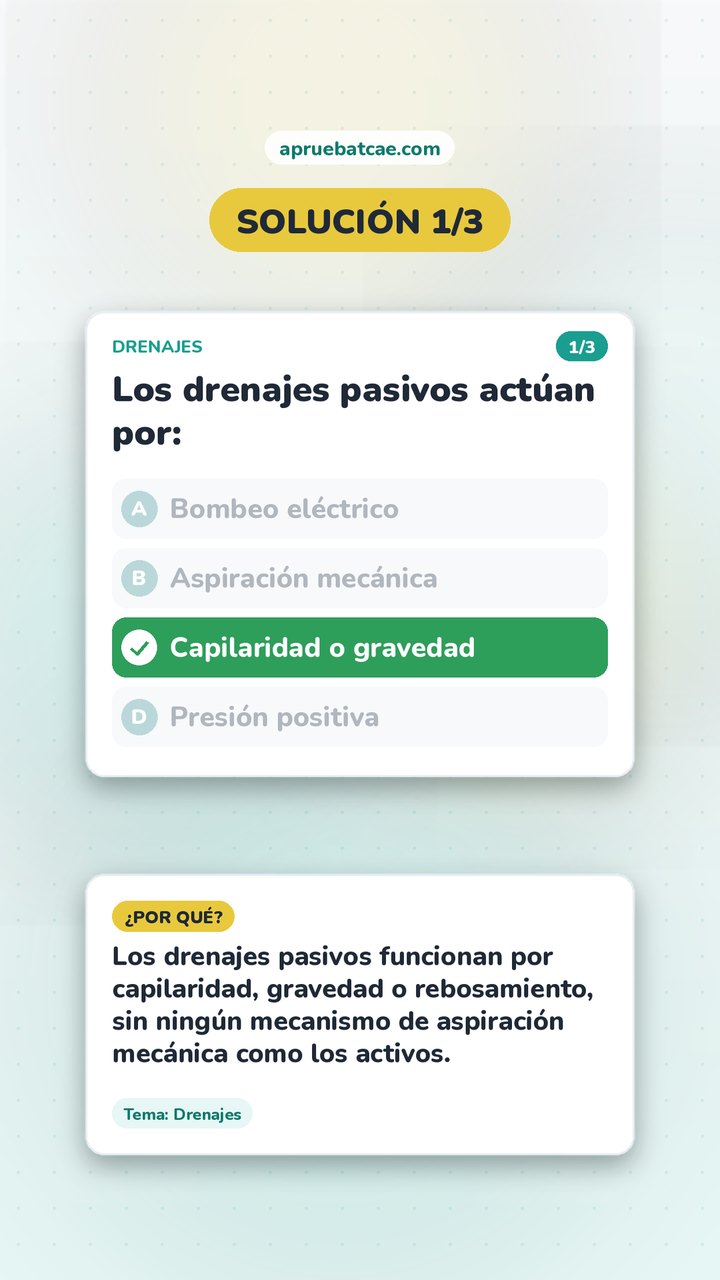 apruebatcae.com
SOLUCIÓN 1/3
DRENAJES
1/3
Los drenajes pasivos actúan
por:
A Bombeo eléctrico
B Aspiración mecánica
Capilaridad o gravedad
D Presión positiva
¿POR QUÉ?
Los drenajes pasivos funcionan por
capilaridad, gravedad o rebosamiento,
sin ningún mecanismo de aspiración
mecánica como los activos.
Tema: Drenajes